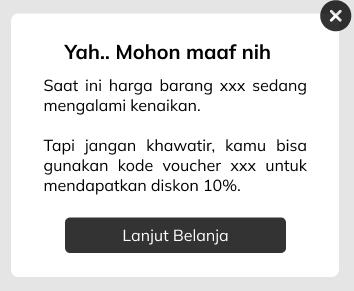 Yah.. Mohon maaf nih
Saat ini harga barang xxx sedang
mengalami kenaikan.
Tapi jangan khawatir, kamu bisa
gunakan kode voucher xxx untuk
mendapatkan diskon 10%.
Lanjut Belanja